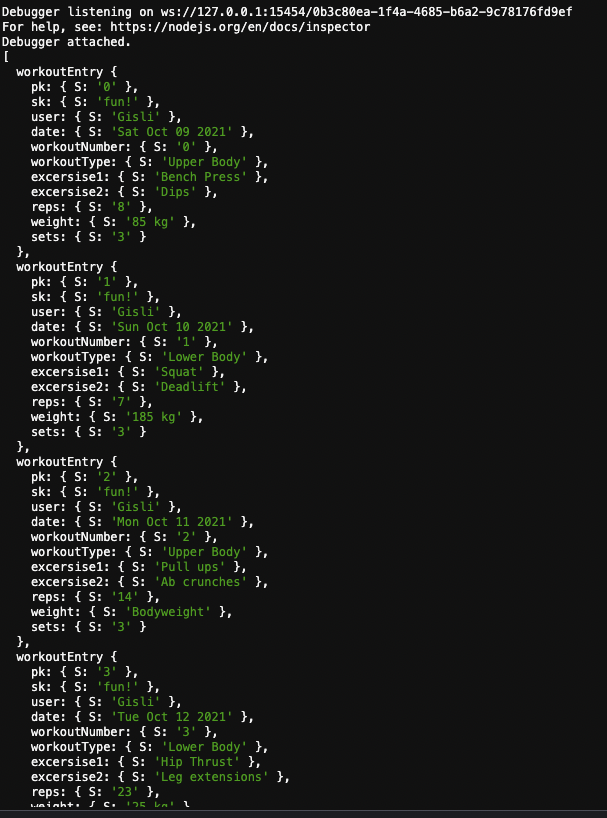 Debugger listening on ws://127.0.0.1:15454/0b3c80ea-1f4a-4685-b6a2-9c78176fd9ef
For help, see: https://nodejs.org/en/docs/inspector
Debugger attached.
[
  workoutEntry {
    pk: { S: '0' },
    sk: { S: 'fun!' },
    user: { S: 'Gisli' },
    date: { S: 'Sat Oct 09 2021' },
    workoutNumber: { S: '0' },
    workoutType: { S: 'Upper Body' },
    excersise1: { S: 'Bench Press' },
    excersise2: { S: 'Dips' },
    reps: { S: '8' },
    weight: { S: '85 kg' },
    sets: { S: '3' }
  },
  workoutEntry {
    pk: { S: '1' },
    sk: { S: 'fun!' },
    user: { S: 'Gisli' },
    date: { S: 'Sun Oct 10 2021' },
    workoutNumber: { S: '1' },
    workoutType: { S: 'Lower Body' },
    excersise1: { S: 'Squat' },
    excersise2: { S: 'Deadlift' },
    reps: { S: '7' },
    weight: { S: '185 kg' },
    sets: { S: '3' }
  },
  workoutEntry {
    pk: { S: '2' },
    sk: { S: 'fun!' },
    user: { S: 'Gisli' },
    date: { S: 'Mon Oct 11 2021' },
    workoutNumber: { S: '2' },
    workoutType: { S: 'Upper Body' },
    excersise1: { S: 'Pull ups' },
    excersise2: { S: 'Ab crunches' },
    reps: { S: '14' },
    weight: { S: 'Bodyweight' },
    sets: { S: '3' }
  },
  workoutEntry {
    pk: { S: '3' },
    sk: { S: 'fun!' },
    user: { S: 'Gisli' },
    date: { S: 'Tue Oct 12 2021' },
    workoutNumber: { S: '3' },
    workoutType: { S: 'Lower Body' },
    excersise1: { S: 'Hip Thrust' },
    excersise2: { S: 'Leg extensions' },
    reps: { S: '23' },
    weight: { S: '25 kg' }